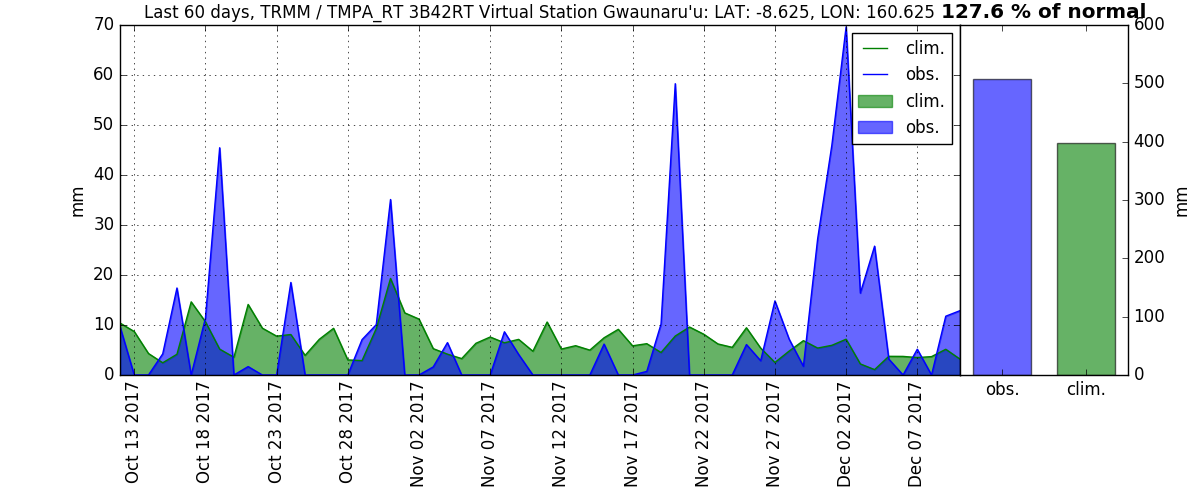 Last 60 days, TRMM / TMPA_RT 3B42RT Virtual Station Gwaunaru'u: LAT: -8.625, LON: 160.625 127.6 % of normal
70
60
50
40
30
20
10
0
mm
clim.
obs.
clim.
obs.
600
500
400
300
200
100
0
mm
obs.
clim.
Oct 13 2017
Oct 18 2017
Oct 23 2017
Oct 28 2017
Nov 02 2017
Nov 07 2017
Nov 12 2017
Nov 17 2017
Nov 22 2017
Nov 27 2017
Dec 02 2017
Dec 07 2017